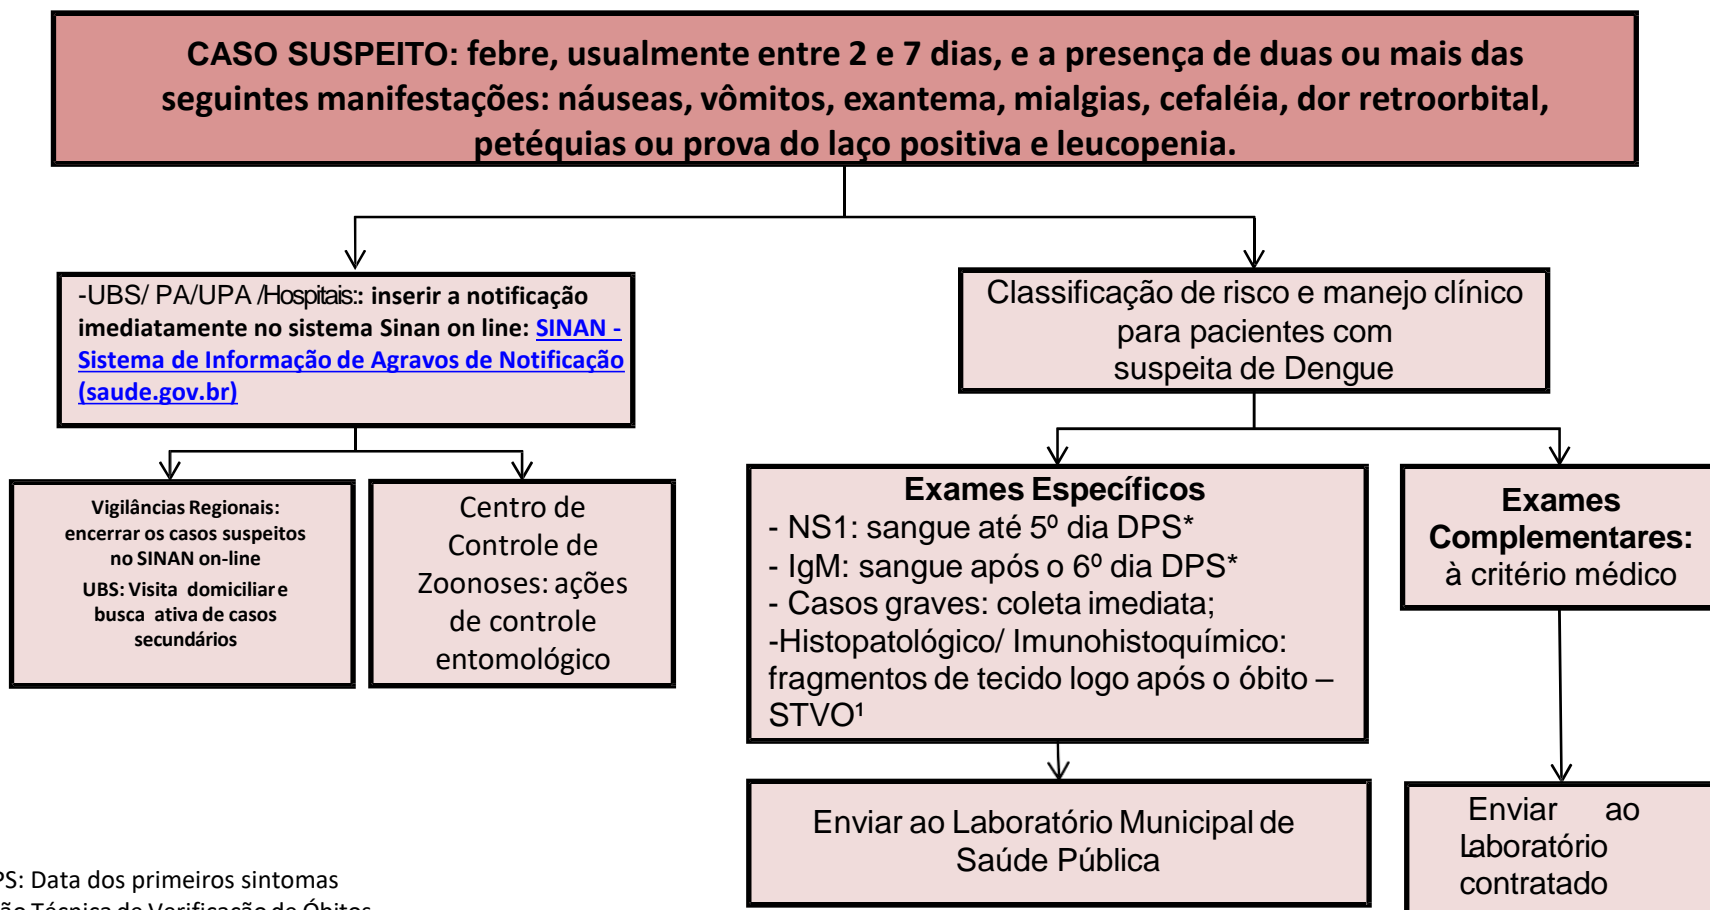 CASO SUSPEITO: febre, usualmente entre 2 e 7 dias, e a presença de duas ou mais das
seguintes manifestações: náuseas, vômitos, exantema, mialgias, cefaléia, dor retroorbital,
petéquias ou prova do laço positiva e leucopenia.
-UBS/ PA/UPA /Hospitais:: inserir a notificação
imediatamente no sistema Sinan on line: SINAN -
Sistema de Informação de Agravos de Notificação
(saude.gov.br)
Classificação de risco e manejo clínico
para pacientes com
suspeita de Dengue
Vigilâncias Regionais:
encerrar os casos suspeitos
no SINAN on-line
UBS: Visita domiciliar e
busca ativa de casos
secundários
Centro de
Controle de
Zoonoses: ações
de controle
entomológico
Exames Específicos
- NS1: sangue até 5º dia DPS*
- IgM: sangue após o 6º dia DPS*
- Casos graves: coleta imediata;
-Histopatológico/ Imunohistoquímico:
fragmentos de tecido logo após o óbito –
STVO¹
Exames
Complementares:
à critério médico
Enviar ao Laboratório Municipal de
Saúde Pública
Enviar ao
Laboratório
contratado
PS: Data dos primeiros sintomas
ão Técnica de Verificação de Óbitos